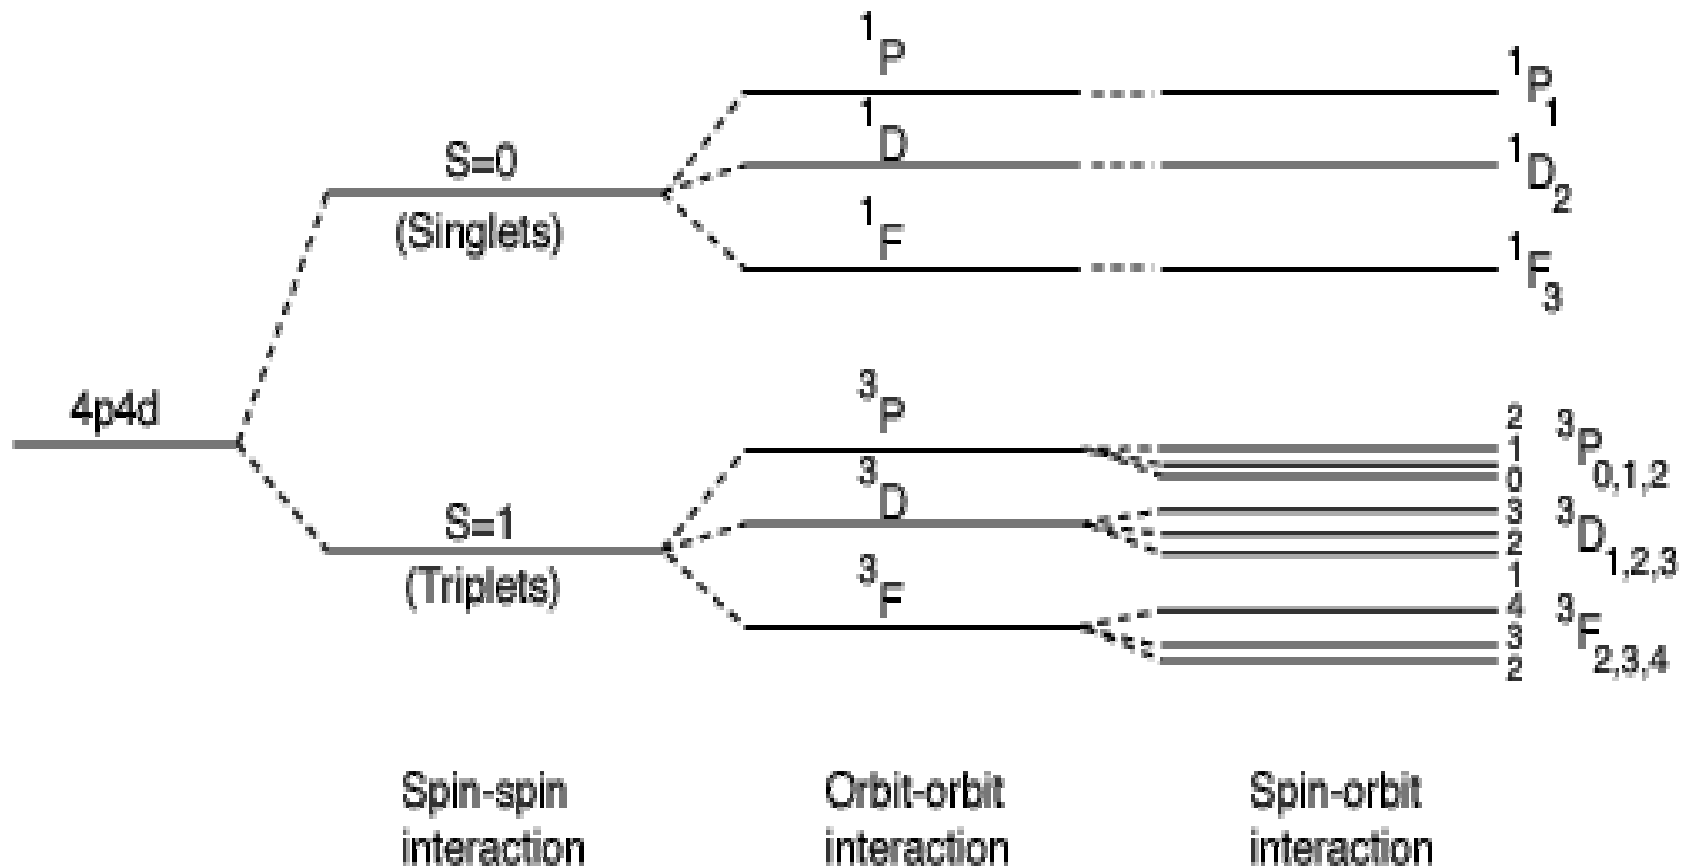 1P
1P1
1D
1D2
S=0
(Singlets)
1F
1F3
4p4d
3P
2
1
0
3P0,1,2
3D
3
2
1
3D1,2,3
S=1
(Triplets)
3F
4
3
2
3F2,3,4
Spin-spin
interaction
Orbit-orbit
interaction
Spin-orbit
interaction